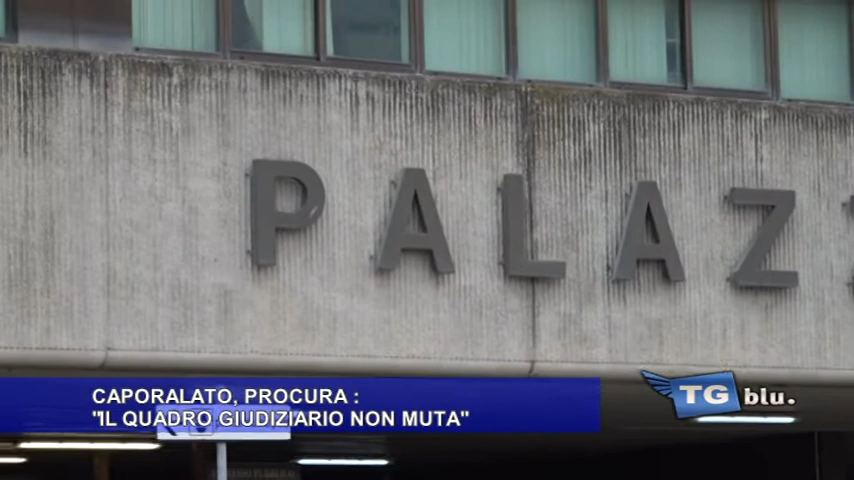 PALAZ
CAPORALATO, PROCURA :
"IL QUADRO GIUDIZIARIO NON MUTA"
TG blu.